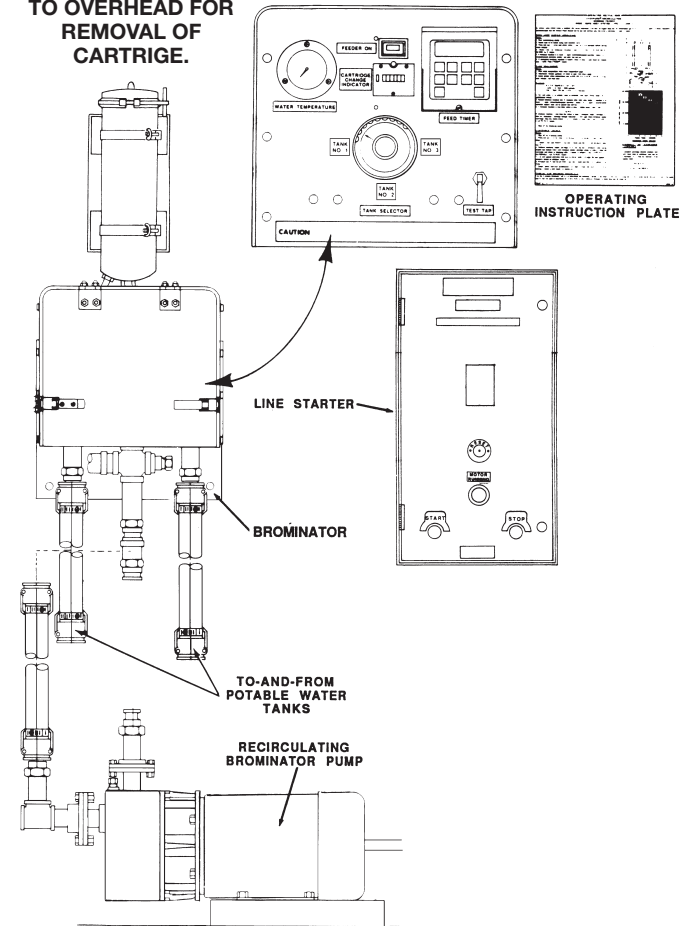 TO OVERHEAD FOR
REMOVAL OF
CARTRIGE.
FEEDER ON
CARTRIDGE
CHANGE
INDICATOR
WATER TEMPERATURE
FEED TIMER
TANK
NO 1
TANK
NO 3
TANK
NO 2
TANK SELECTOR
TEST TAP
CAUTION
OPERATING
INSTRUCTION PLATE
LINE STARTER
RESET
MOTOR
RUNNING
START
STOP
BROMINATOR
TO-AND-FROM
POTABLE WATER
TANKS
RECIRCULATING
BROMINATOR PUMP